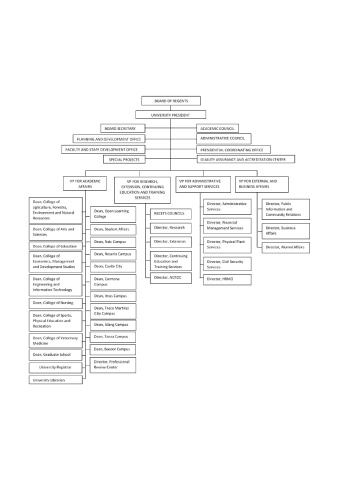 BOARD OF REGENTS
UNIVERSITY PRESIDENT
BOARD SECRETARY
ACADEMIC COUNCIL
PLANNING AND DEVELOPMENT OFFICE
ADMINISTRATIVE COUNCIL
FACULTY AND STAFF DEVELOPMENT OFFICE
PRESIDENTIAL COORDINATING OFFICE
SPECIAL PROJECTS
QUALITY ASSURANCE AND ACCREDITATION CENTER
VP FOR ACADEMIC
AFFAIRS
VP FOR RESEARCH,
EXTENSION, CONTINUING
EDUCATION AND TRAINING
SERVICES
VP FOR ADMINISTRATIVE
AND SUPPORT SERVICES
VP FOR EXTERNAL AND
BUSINESS AFFAIRS
Dean, College of
agriculture, Forestry,
Environment and Natural
Resources
Dean, College of Arts and
Sciences
Dean, College of Education
Dean, College of
Economics, Management
and Development Studies
Dean, College of
Engineering and
Information Technology
Dean, College of Nursing
Dean, College of Sports,
Physical Education and
Recreation
Dean, College of Veterinary
Medicine
Dean, Graduate School
University Registrar
University Librarian
Dean, Open Learning
College
Dean, Student Affairs
Dean, Naic Campus
Dean, Rosario Campus
Dean, Cavite City
Dean, Carmona
Campus
Dean, Imus Campus
Dean, Trece Martires
City Campus
Dean, Silang Campus
Dean, Tanza Campus
Dean, Bacoor Campus
Director, Professional
Review Center
RECETS COUNCILS
Director, Research
Director, Extension
Director, Continuing
Education and
Training Services
Director, NCRDC
Director, Administrative
Services
Director, Financial
Management Services
Director, Physical Plant
Services
Director, Civil Security
Services
Director, HRMO
Director, Public
Information and
Community Relations
Director, Business
Affairs
Director, Alumni Affairs